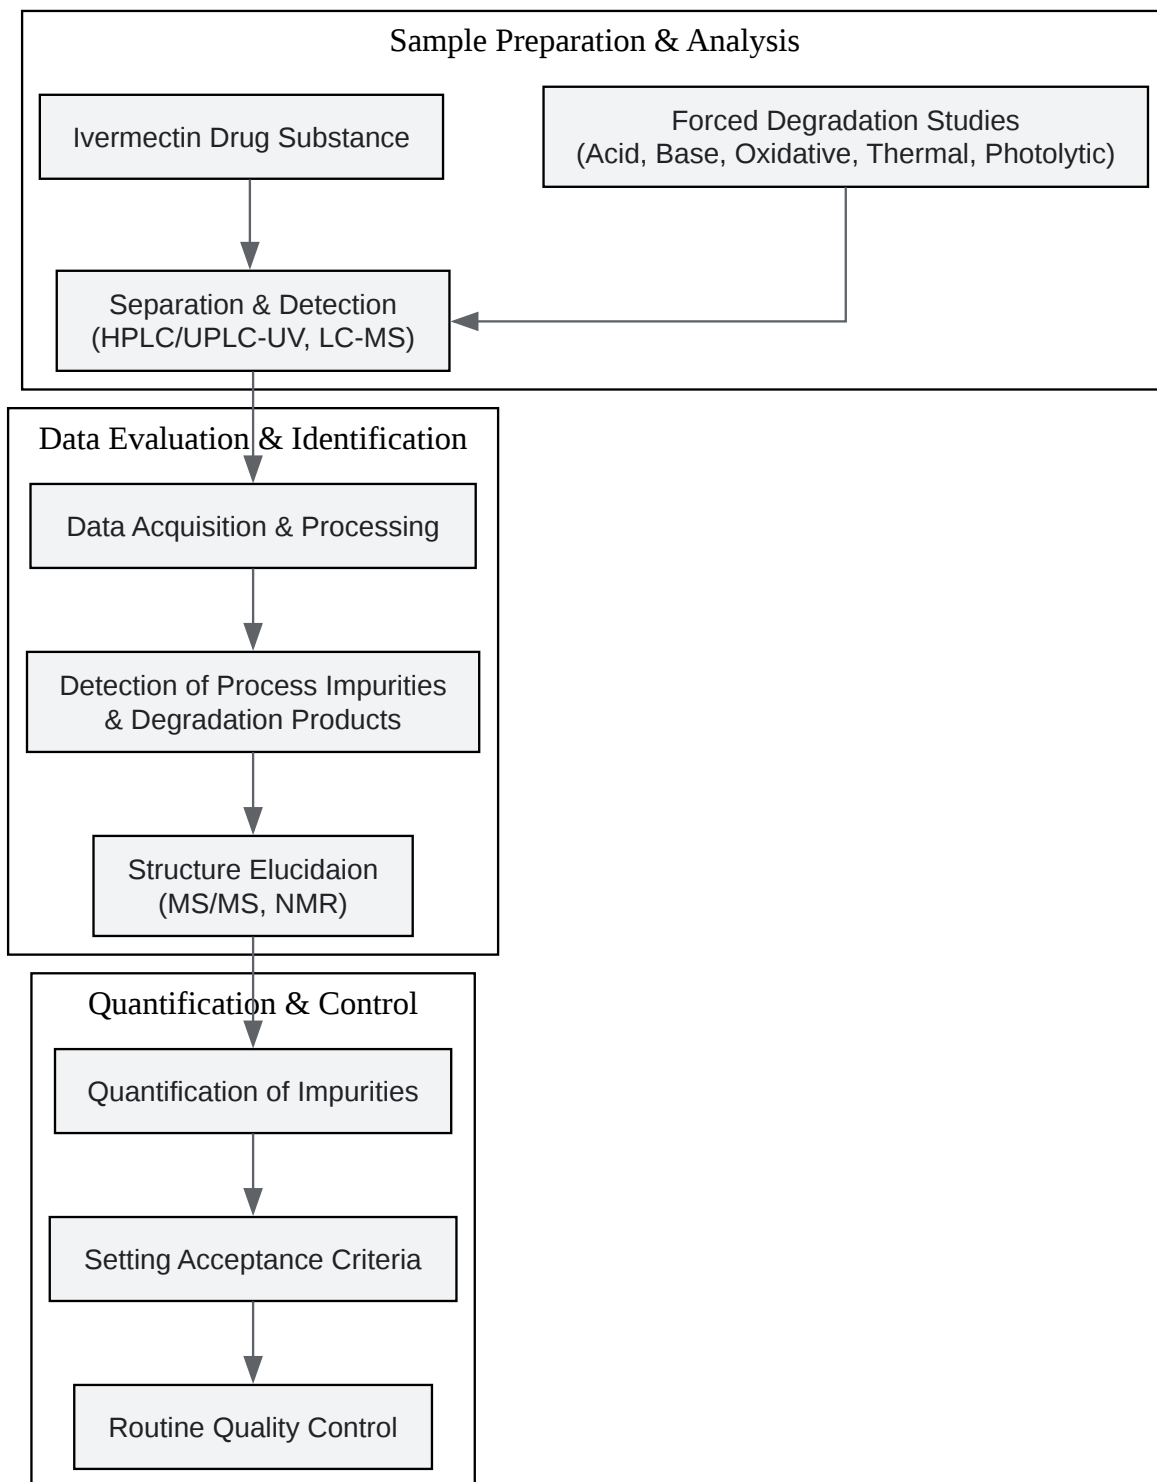 Sample Preparation & Analysis
Ivermectin Drug Substance
Forced Degradation Studies
(Acid, Base, Oxidative, Thermal, Photolytic)
Separation & Detection
(HPLC/UPLC-UV, LC-MS)
Data Evaluation & Identification
Data Acquisition & Processing
Detection of Process Impurities
& Degradation Products
Structure Elucidaion
(MS/MS, NMR)
Quantification & Control
Quantification of Impurities
Setting Acceptance Criteria
Routine Quality Control